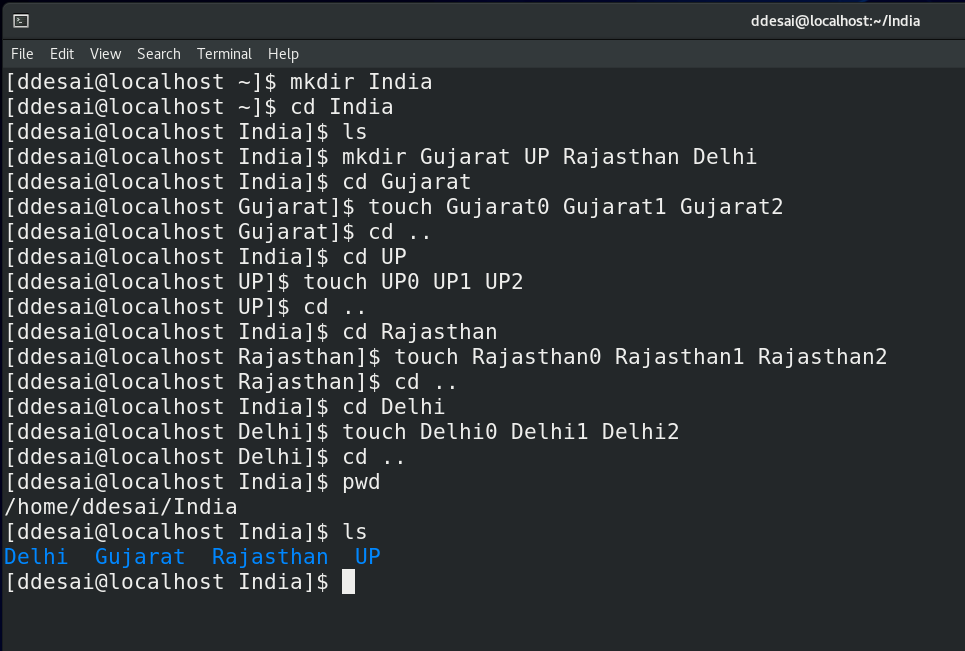 ddesai@localhost:~/India
File Edit View Search Terminal Help
[ddesai@localhost ~]$ mkdir India
[ddesai@localhost ~]$ cd India
[ddesai@localhost India]$ ls
[ddesai@localhost India]$ mkdir Gujarat UP Rajasthan Delhi
[ddesai@localhost India]$ cd Gujarat
[ddesai@localhost Gujarat]$ touch Gujarat0 Gujarat1 Gujarat2
[ddesai@localhost Gujarat]$ cd ..
[ddesai@localhost India]$ cd UP
[ddesai@localhost UP]$ touch UP0 UP1 UP2
[ddesai@localhost UP]$ cd ..
[ddesai@localhost India]$ cd Rajasthan
[ddesai@localhost Rajasthan]$ touch Rajasthan0 Rajasthan1 Rajasthan2
[ddesai@localhost Rajasthan]$ cd ..
[ddesai@localhost India]$ cd Delhi
[ddesai@localhost Delhi]$ touch Delhi0 Delhi1 Delhi2
[ddesai@localhost Delhi]$ cd ..
[ddesai@localhost India]$ pwd
/home/ddesai/India
[ddesai@localhost India]$ ls
Delhi  Gujarat  Rajasthan  UP
[ddesai@localhost India]$